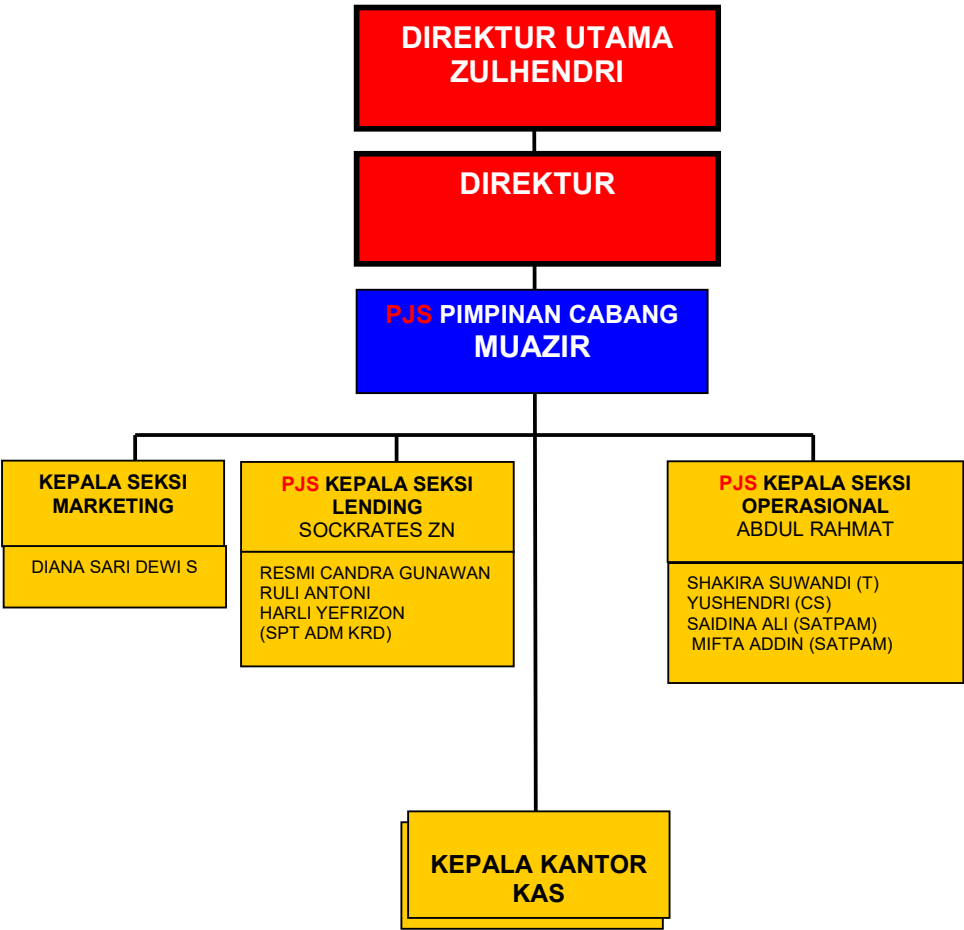 DIREKTUR UTAMA
ZULHENDRI
DIREKTUR
PJS PIMPINAN CABANG
MUAZIR
KEPALA SEKSI
MARKETING
DIANA SARI DEWI S
PJS KEPALA SEKSI
LENDING
SOCKRATES ZN
RESMI CANDRA GUNAWAN
RULI ANTONI
HARLI YEFRIZON
(SPT ADM KRD)
PJS KEPALA SEKSI
OPERASIONAL
ABDUL RAHMAT
SHAKIRA SUWANDI (T)
YUSHENDRI (CS)
SAIDINA ALI (SATPAM)
MIFTA ADDIN (SATPAM)
KEPALA KANTOR
KAS